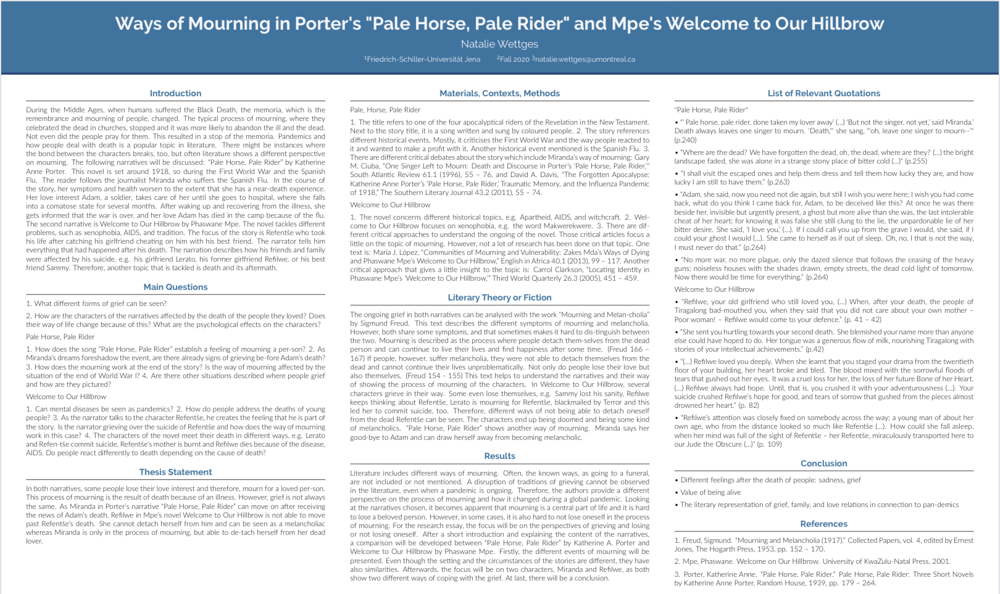 Ways of Mourning in Porter's "Pale Horse, Pale Rider" and Mpe's Welcome to Our Hillbrow
Natalie Wettges
¹Friedrich-Schiller-Universität Jena ²Fall 2020 ³natalie.wettges@umontreal.ca
Introduction
During the Middle Ages, when humans suffered the Black Death, the memoria, which is the
remembrance and mourning of people, changed. The typical process of mourning, where they
celebrated the dead in churches, stopped and it was more likely to abandon the ill and the dead.
Not even did the people pray for them. This resulted in a stop of the memoria. Pandemics and
how people deal with death is a popular topic in literature. There might be instances where
the bond between the characters breaks, too, but often literature shows a different perspective
on mourning. The following narratives will be discussed: “Pale Horse, Pale Rider” by Katherine
Anne Porter. This novel is set around 1918, so during the First World War and the Spanish
Flu. The reader follows the journalist Miranda who suffers the Spanish Flu. In the course of
the story, her symptoms and health worsen to the extent that she has a near-death experience.
Her love interest Adam, a soldier, takes care of her until she goes to hospital, where she falls
into a comatose state for several months. After waking up and recovering from the illness, she
gets informed that the war is over, and her love Adam has died in the camp because of the flu.
The second narrative is Welcome to Our Hillbrow by Phaswane Mpe. The novel tackles different
problems, such as xenophobia, AIDS, and tradition. The focus of the story is Refentše who took
his life after catching his girlfriend cheating on him with his best friend. The narrator tells him
everything that had happened after his death. The narration describes how his friends and family
were affected by his suicide, e.g. his girlfriend Lerato, his former girlfriend Refilwe, or his best
friend Sammy. Therefore, another topic that is tackled is death and its aftermath.
Main Questions
1. What different forms of grief can be seen?
2. How are the characters of the narratives affected by the death of the people they loved? Does
their way of life change because of this? What are the psychological effects on the characters?
Pale Horse, Pale Rider
1. How does the song “Pale Horse, Pale Rider” establish a feeling of mourning a per-son? 2. As
Miranda’s dreams foreshadow the event, are there already signs of grieving be-fore Adam’s death?
3. How does the mourning work at the end of the story? Is the way of mourning affected by the
situation of the end of World War I? 4. Are there other situations described where people grief
and how are they pictured?
Welcome to Our Hillbrow
1. Can mental diseases be seen as pandemics? 2. How do people address the deaths of young
people? 3. As the narrator talks to the character Refentše, he creates the feeling that he is part of
the story. Is the narrator grieving over the suicide of Refentše and how does the way of mourning
work in this case? 4. The characters of the novel meet their death in different ways, e.g. Lerato
and Refen-tše commit suicide, Refentše’s mother is burnt and Refilwe dies because of the disease,
AIDS. Do people react differently to death depending on the cause of death?
Thesis Statement
In both narratives, some people lose their love interest and therefore, mourn for a loved per-son.
This process of mourning is the result of death because of an illness. However, grief is not always
the same. As Miranda in Porter’s narrative “Pale Horse, Pale Rider” can move on after receiving
the news of Adam’s death, Refilwe in Mpe’s novel Welcome to Our Hillbrow is not able to move
past Refentše’s death. She cannot detach herself from him and can be seen as a melancholiac
whereas Miranda is only in the process of mourning, but able to de-tach herself from her dead
lover.
Materials, Contexts, Methods
Pale, Horse, Pale Rider
1. The title refers to one of the four apocalyptical riders of the Revelation in the New Testament.
Next to the story title, it is a song written and sung by coloured people. 2. The story references
different historical events. Mostly, it criticises the First World War and the way people reacted to
it and wanted to make a profit with it. Another historical event mentioned is the Spanish Flu. 3.
There are different critical debates about the story which include Miranda’s way of mourning: Gary
M. Ciuba, “One Singer Left to Mourn: Death and Discourse in Porter’s ‘Pale Horse, Pale Rider,’”
South Atlantic Review 61.1 (1996), 55 – 76, and David A. Davis, “The Forgotten Apocalypse:
Katherine Anne Porter’s ‘Pale Horse, Pale Rider,’ Traumatic Memory, and the Influenza Pandemic
of 1918,” The Southern Literary Journal 43.2 (2011), 55 – 74.
Welcome to Our Hillbrow
1. The novel concerns different historical topics, e.g. Apartheid, AIDS, and witchcraft. 2. Wel-
come to Our Hillbrow focuses on xenophobia, e.g. the word Makwerekwere. 3. There are dif-
ferent critical approaches to understand the ongoing of the novel. Those critical articles focus a
little on the topic of mourning. However, not a lot of research has been done on that topic. One
text is: María J. López, “Communities of Mourning and Vulnerability: Zakes Mda’s Ways of Dying
and Phaswane Mpe’s Welcome to Our Hillbrow,” English in Africa 40.1 (2013), 99 – 117. Another
critical approach that gives a little insight to the topic is: Carrol Clarkson, “Locating Identity in
Phaswane Mpe’s ‘Welcome to Our Hillbrow,’” Third World Quarterly 26.3 (2005), 451 – 459.
Literary Theory or Fiction
The ongoing grief in both narratives can be analysed with the work “Mourning and Melan-cholia”
by Sigmund Freud. This text describes the different symptoms of mourning and melancholia.
However, both share some symptoms, and that sometimes makes it hard to dis-tinguish between
the two. Mourning is described as the process where people detach them-selves from the dead
person and can continue to live their lives and find happiness after some time. (Freud 166 –
167) If people, however, suffer melancholia, they were not able to detach themselves from the
dead and cannot continue their lives unproblematically. Not only do people lose their love but
also themselves. (Freud 154 - 155) This text helps to understand the narratives and their way
of showing the process of mourning of the characters. In Welcome to Our Hillbrow, several
characters grieve in their way. Some even lose themselves, e.g. Sammy lost his sanity, Refilwe
keeps thinking about Refentše, Lerato is mourning for Refentše, blackmailed by Terror and this
led her to commit suicide, too. Therefore, different ways of not being able to detach oneself
from the dead Refentše can be seen. The characters end up being doomed and being some kind
of melancholics. “Pale Horse, Pale Rider” shows another way of mourning. Miranda says her
good-bye to Adam and can draw herself away from becoming melancholic.
Results
Literature includes different ways of mourning. Often, the known ways, as going to a funeral,
are not included or not mentioned. A disruption of traditions of grieving cannot be observed
in the literature, even when a pandemic is ongoing. Therefore, the authors provide a different
perspective on the process of mourning and how it changed during a global pandemic. Looking
at the narratives chosen, it becomes apparent that mourning is a central part of life and it is hard
to lose a beloved person. However, in some cases, it is also hard to not lose oneself in the process
of mourning. For the research essay, the focus will be on the perspectives of grieving and losing
or not losing oneself. After a short introduction and explaining the content of the narratives,
a comparison will be developed between “Pale Horse, Pale Rider” by Katherine A. Porter and
Welcome to Our Hillbrow by Phaswane Mpe. Firstly, the different events of mourning will be
presented. Even though the setting and the circumstances of the stories are different, they have
also similarities. Afterwards, the focus will be on two characters, Miranda and Refilwe, as both
show two different ways of coping with the grief. At last, there will be a conclusion.
List of Relevant Quotations
"Pale Horse, Pale Rider"
• “‘ Pale horse, pale rider, done taken my lover away’ (...) ‘But not the singer, not yet,’ said Miranda.’
Death always leaves one singer to mourn. ‘Death,’” she sang, “‘oh, leave one singer to mourn--’”
(p.240)
• “Where are the dead? We have forgotten the dead, oh, the dead, where are they? (...) the bright
landscape faded, she was alone in a strange stony place of bitter cold (...)” (p.255)
• “I shall visit the escaped ones and help them dress and tell them how lucky they are, and how
lucky I am still to have them.” (p.263)
• “Adam, she said, now you need not die again, but still I wish you were here; I wish you had come
back, what do you think I came back for, Adam, to be deceived like this? At once he was there
beside her, invisible but urgently present, a ghost but more alive than she was, the last intolerable
cheat of her heart; for knowing it was false she still clung to the lie, the unpardonable lie of her
bitter desire. She said, ‘I love you,’ (...). If I could call you up from the grave I would, she said, if I
could your ghost I would (...). She came to herself as if out of sleep. Oh, no, I that is not the way,
I must never do that.” (p.264)
• “No more war, no more plague, only the dazed silence that follows the ceasing of the heavy
guns; noiseless houses with the shades drawn, empty streets, the dead cold light of tomorrow.
Now there would be time for everything.” (p.264)
Welcome to Our Hillbrow
• “Refilwe, your old girlfriend who still loved you, (...) When, after your death, the people of
Tiragalong bad-mouthed you, when they said that you did not care about your own mother –
Poor woman! – Refilwe would come to your defence.” (p. 41 – 42)
• “She sent you hurtling towards your second death. She blemished your name more than anyone
else could have hoped to do. Her tongue was a generous flow of milk, nourishing Tiragalong with
stories of your intellectual achievements.” (p.42)
• “(...) Refilwe loved you deeply. When she learnt that you staged your drama from the twentieth
floor of your building, her heart broke and bled. The blood mixed with the sorrowful floods of
tears that gushed out her eyes. It was a cruel loss for her, the loss of her future Bone of her Heart.
(...) Refilwe always had hope. Until, that is, you crushed it with your adventurousness (...). Your
suicide crushed Refilwe’s hope for good, and tears of sorrow that gushed from the pieces almost
drowned her heart.” (p. 82)
• “Refilwe’s attention was closely fixed on somebody across the way; a young man of about her
own age, who from the distance looked so much like Refentše (...). How could she fall asleep,
when her mind was full of the sight of Refentše – her Refentše, miraculously transported here to
our Jude the Obscure (...)” (p. 109)
Conclusion
• Different feelings after the death of people: sadness, grief
• Value of being alive
• The literary representation of grief, family, and love relations in connection to pan-demics
References
1. Freud, Sigmund. “Mourning and Melancholia (1917).” Collected Papers, vol. 4, edited by Ernest
Jones, The Hogarth Press, 1953, pp. 152 – 170.
2. Mpe, Phaswane. Welcome on Our Hillbrow. University of KwaZulu-Natal Press, 2001.
3. Porter, Katherine Anne. “Pale Horse, Pale Rider.” Pale Horse, Pale Rider: Three Short Novels
by Katherine Anne Porter, Random House, 1939, pp. 179 – 264.